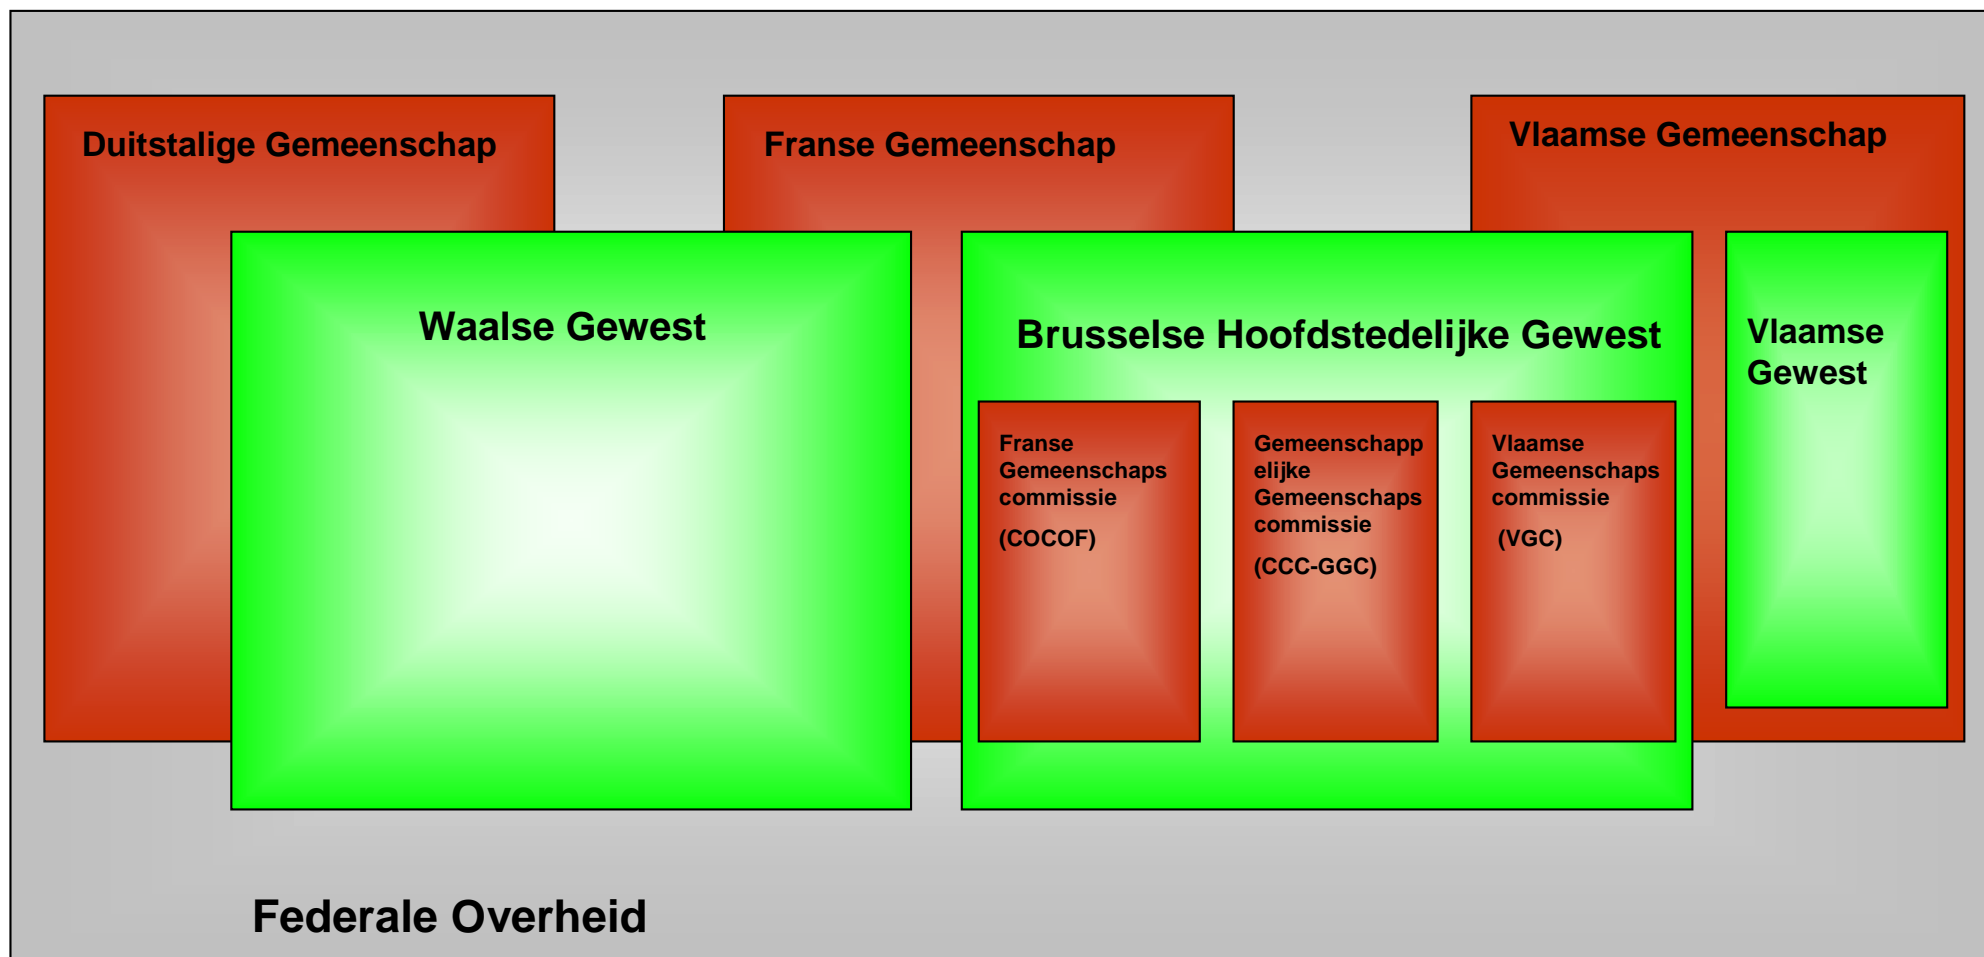 Duitstalige Gemeenschap
Franse Gemeenschap
Vlaamse Gemeenschap
Waalse Gewest
Brusselse Hoofdstedelijke Gewest
Vlaamse
Gewest
Franse
Gemeenschaps
commissie
(COCOF)
Gemeenschapp
elijke
Gemeenschaps
commissie
(CCC-GGC)
Vlaamse
Gemeenschaps
commissie
(VGC)
Federale Overheid